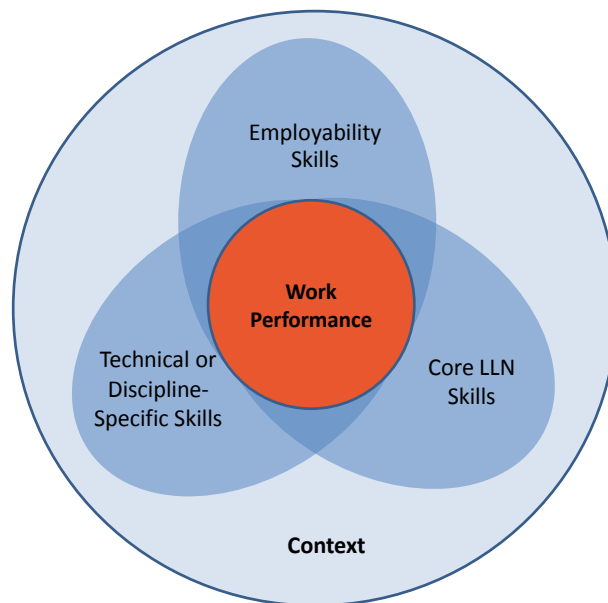 Employability
Skills
Work
Performance
Technical or
Discipline-
Specific Skills
Core LLN
Skills
Context